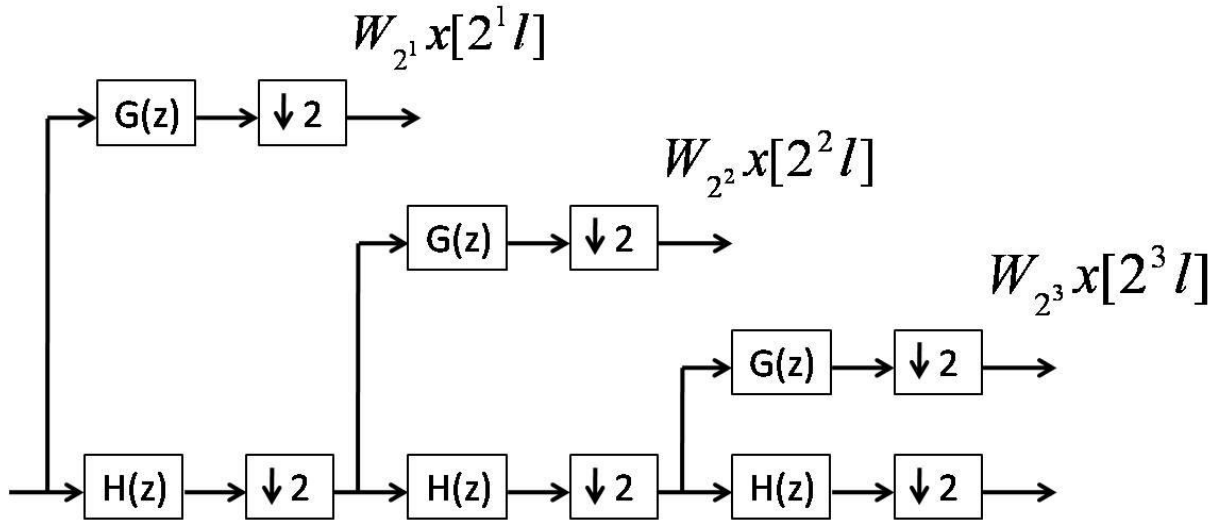 W_{2^1} x[2^1 l]
G(z) ↓ 2
W_{2^2} x[2^2 l]
G(z) ↓ 2
W_{2^3} x[2^3 l]
G(z) ↓ 2
H(z) ↓ 2 H(z) ↓ 2 H(z) ↓ 2